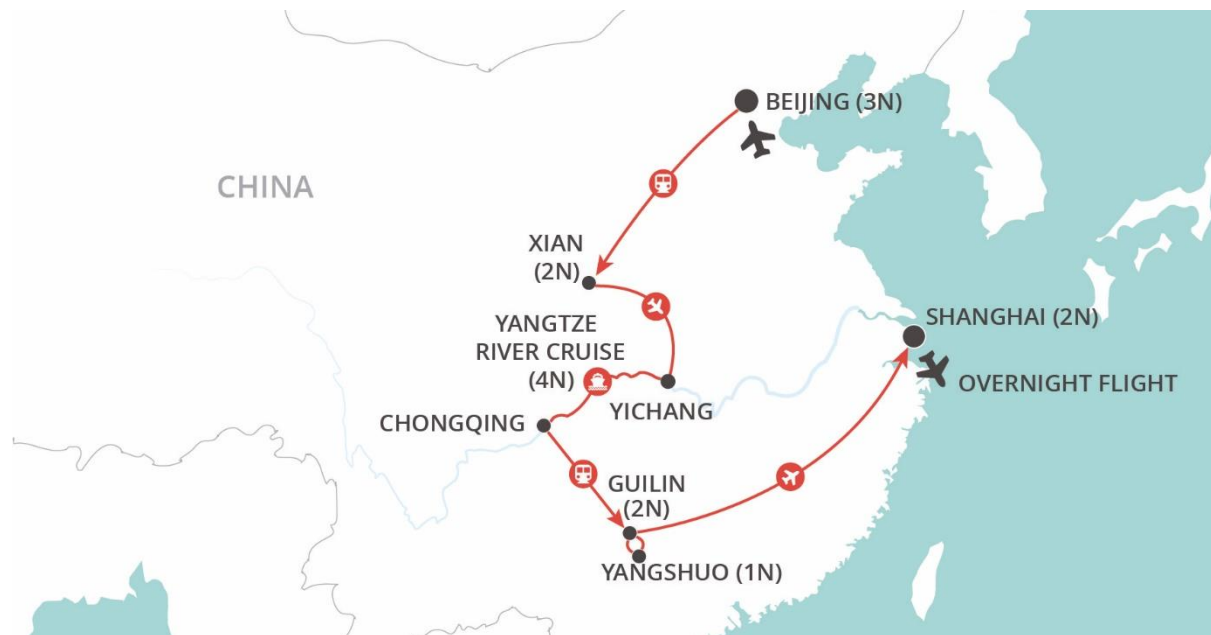 BEIJING (3N)
CHINA
XIAN
(2N)
YANGTZE
RIVER CRUISE
(4N)
SHANGHAI (2N)
OVERNIGHT FLIGHT
YICHANG
CHONGQING
GUILIN
(2N)
YANGSHUO (1N)